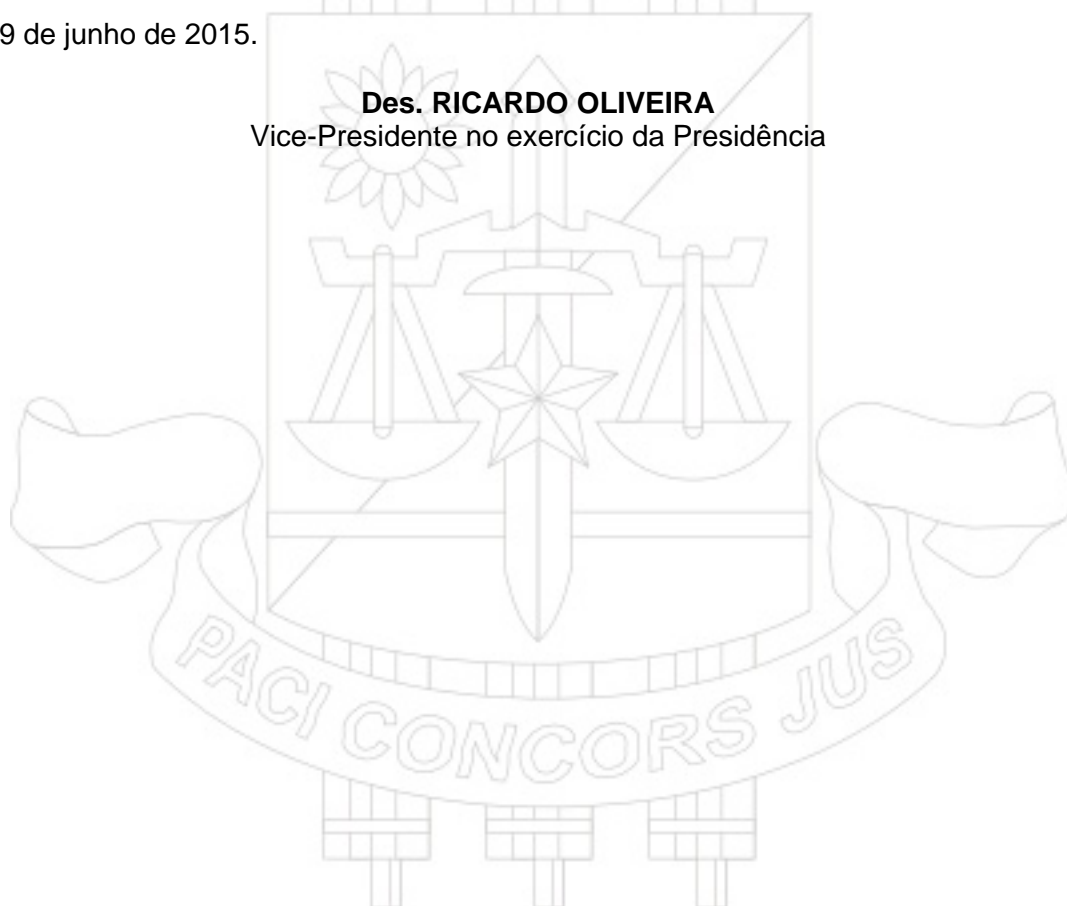 9 de junho de 2015.
Des. RICARDO OLIVEIRA
Vice-Presidente no exercício da Presidência
PACI CONCORS JUS